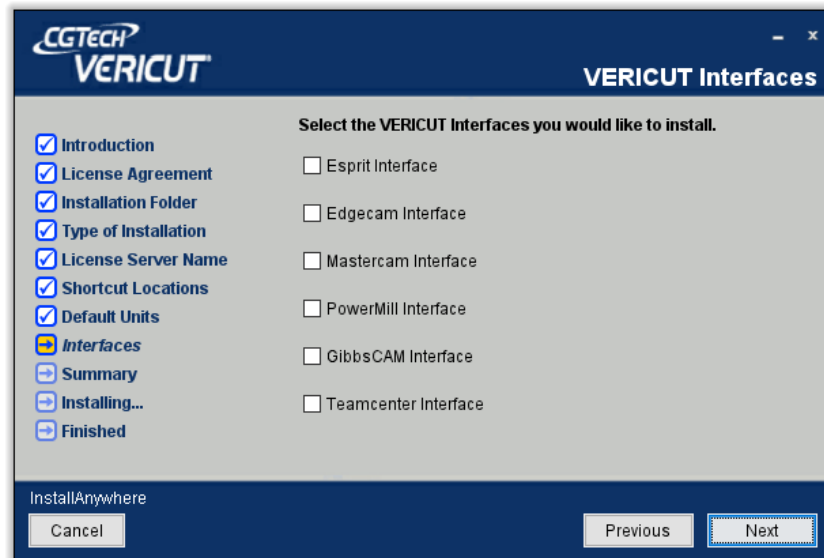 CGTECH
VERICUT
VERICUT Interfaces
Introduction
License Agreement
Installation Folder
Type of Installation
License Server Name
Shortcut Locations
Default Units
Interfaces
Summary
Installing...
Finished
Select the VERICUT Interfaces you would like to install.
Esprit Interface
Edgecam Interface
Mastercam Interface
PowerMill Interface
GibbsCAM Interface
Teamcenter Interface
InstallAnywhere
Cancel
Previous
Next